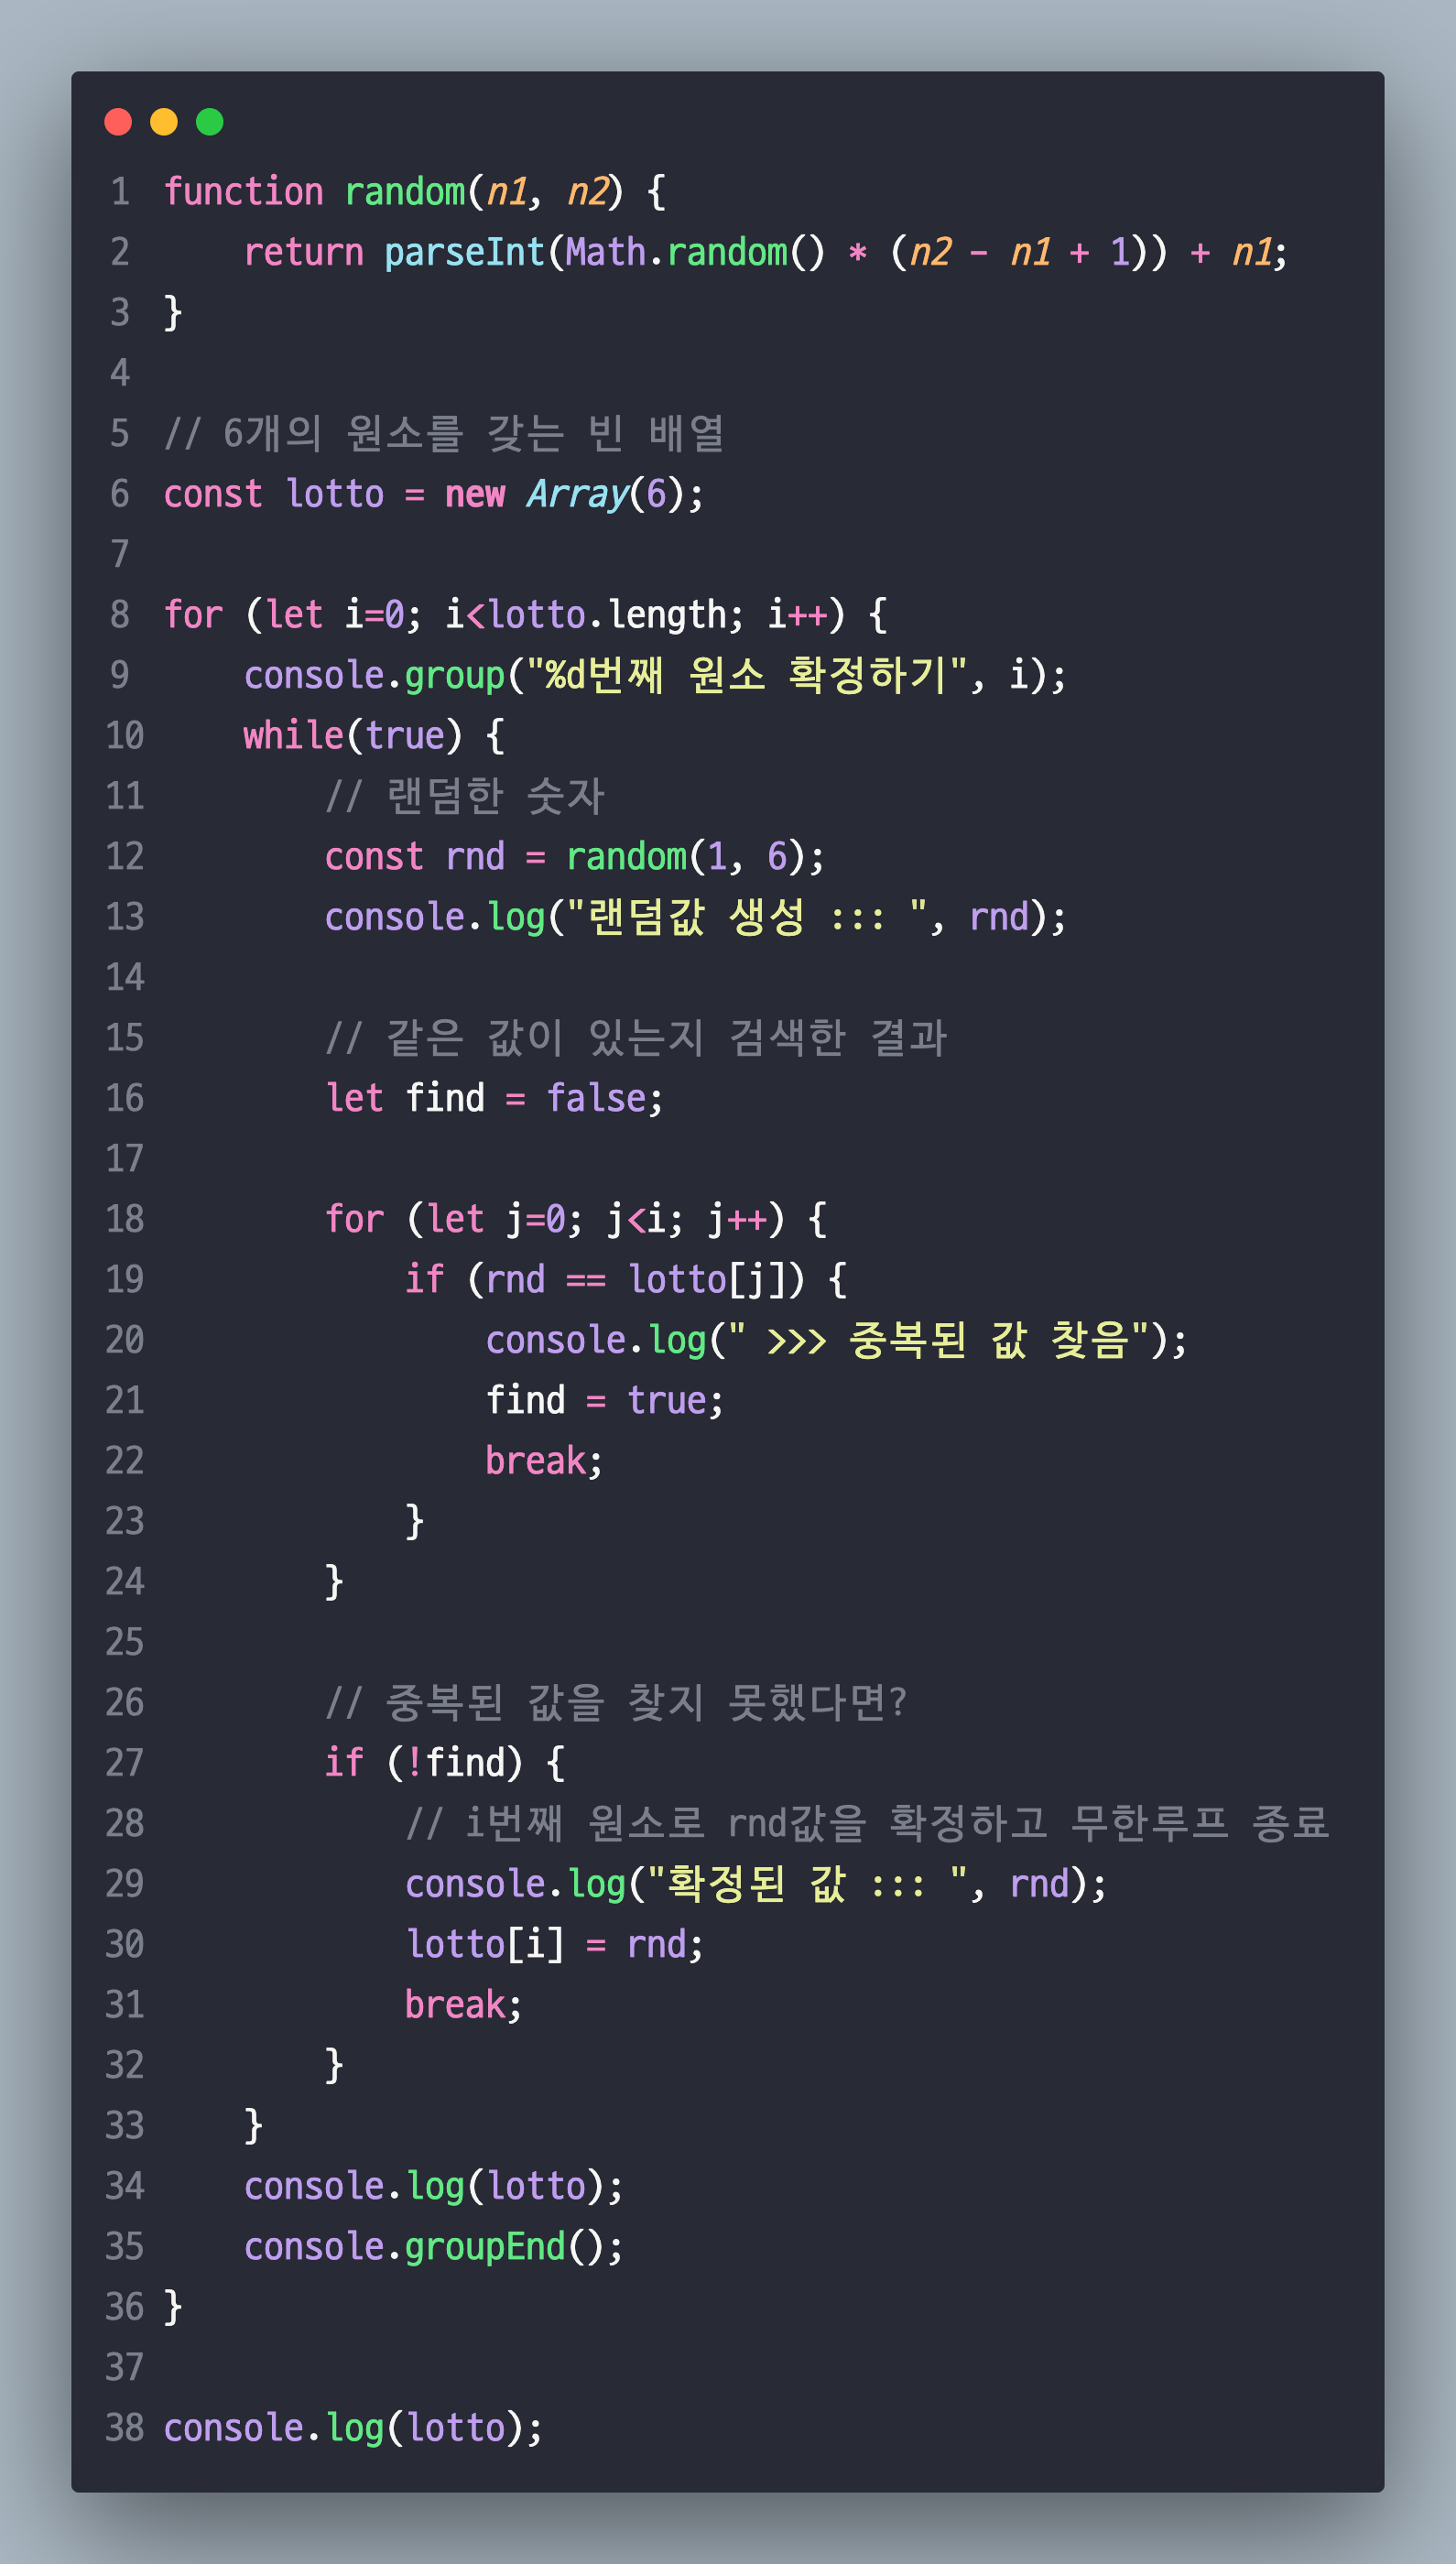 1 function random(n1, n2) {
2     return parseInt(Math.random() * (n2 - n1 + 1)) + n1;
3 }
4
5 // 6개의 원소를 갖는 빈 배열
6 const lotto = new Array(6);
7
8 for (let i=0; i<lotto.length; i++) {
9     console.group("%d번째 원소 확정하기", i);
10     while(true) {
11         // 랜덤한 숫자
12         const rnd = random(1, 6);
13         console.log("랜덤값 생성 ::: ", rnd);
14
15         // 같은 값이 있는지 검색한 결과
16         let find = false;
17
18         for (let j=0; j<i; j++) {
19             if (rnd == lotto[j]) {
20                 console.log(" >>> 중복된 값 찾음");
21                 find = true;
22                 break;
23             }
24         }
25
26         // 중복된 값을 찾지 못했다면?
27         if (!find) {
28             // i번째 원소로 rnd값을 확정하고 무한루프 종료
29             console.log("확정된 값 ::: ", rnd);
30             lotto[i] = rnd;
31             break;
32         }
33     }
34     console.log(lotto);
35     console.groupEnd();
36 }
37
38 console.log(lotto);